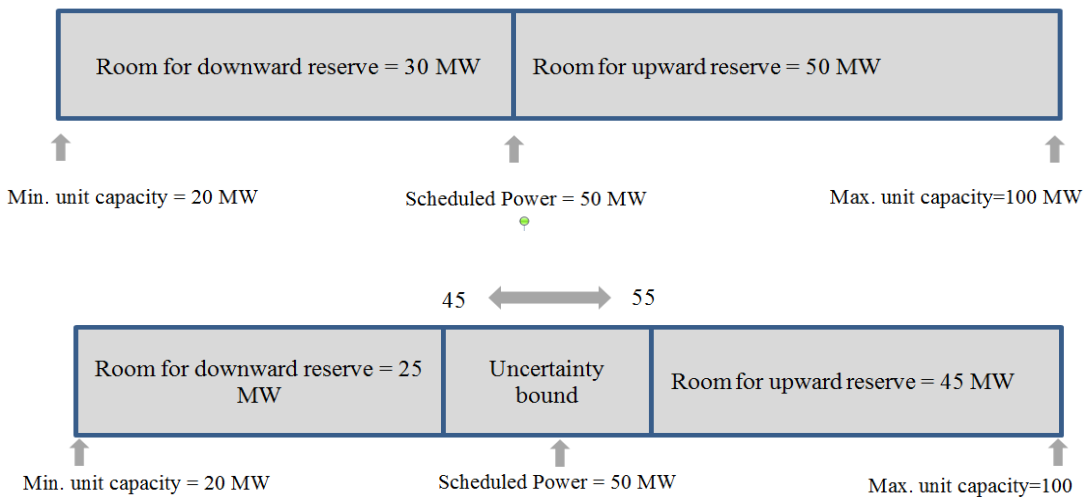 Room for downward reserve = 30 MW
Room for upward reserve = 50 MW
Min. unit capacity = 20 MW
Scheduled Power = 50 MW
Max. unit capacity=100 MW
45
55
Room for downward reserve = 25
MW
Uncertainty
bound
Room for upward reserve = 45 MW
Min. unit capacity = 20 MW
Scheduled Power = 50 MW
Max. unit capacity=100